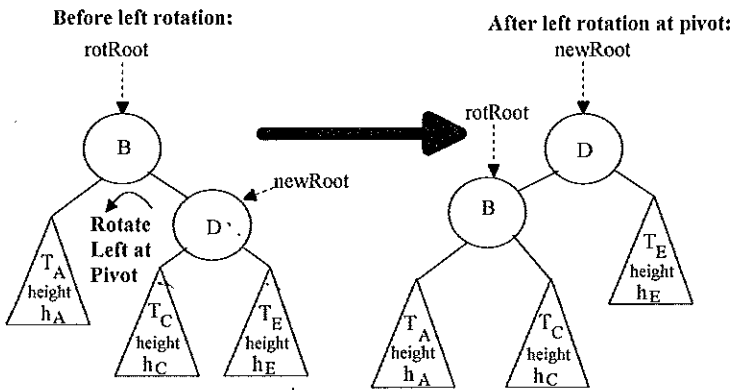 Before left rotation:
rotRoot
B
newRoot
D
Rotate
Left at
Pivot
TA
height
hA
TC
height
hC
TE
height
hE
After left rotation at pivot:
newRoot
rotRoot
D
B
TE
height
hE
TA
height
hA
TC
height
hC